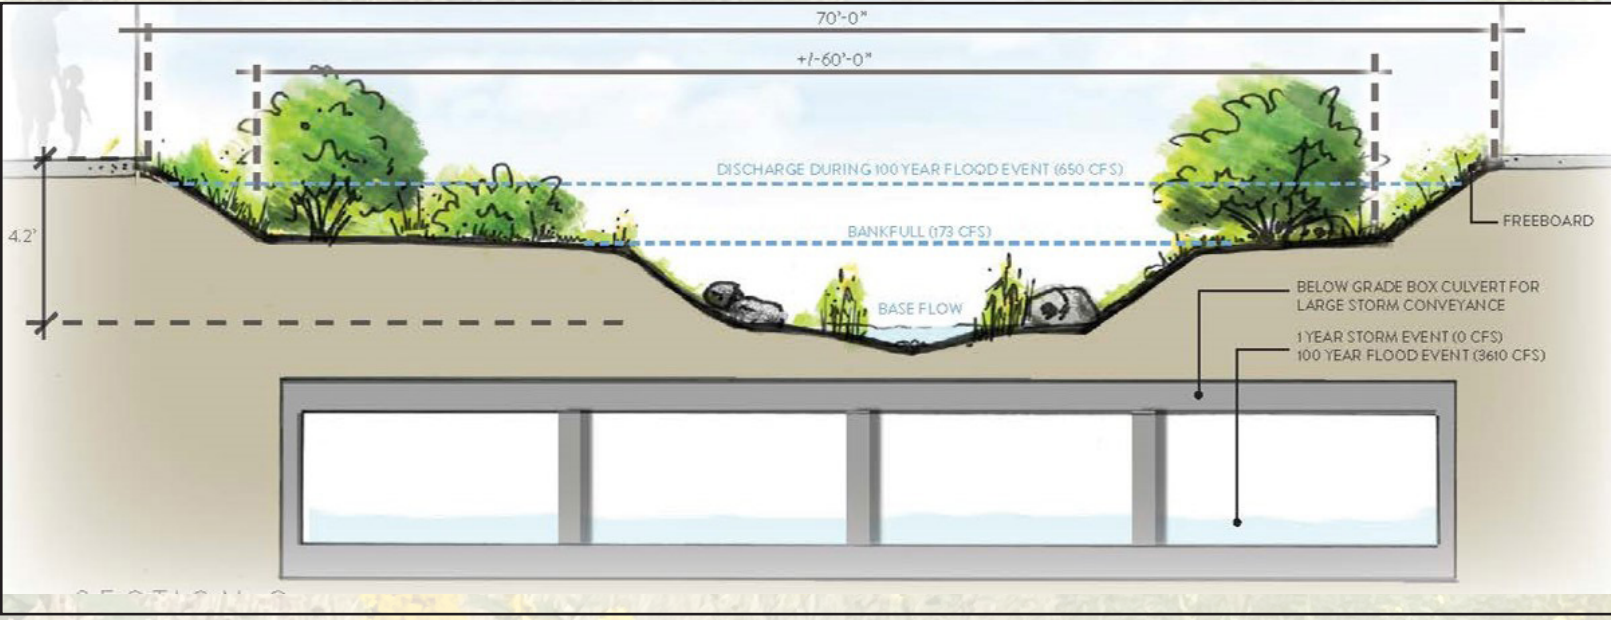 70'-0"
+/-60'-0"
DISCHARGE DURING 100 YEAR FLOOD EVENT (650 CFS)
4.2'
BANKFULL (173 CFS)
FREEBOARD
BASE FLOW
BELOW GRADE BOX CULVERT FOR
LARGE STORM CONVEYANCE
1 YEAR STORM EVENT (0 CFS)
100 YEAR FLOOD EVENT (3610 CFS)